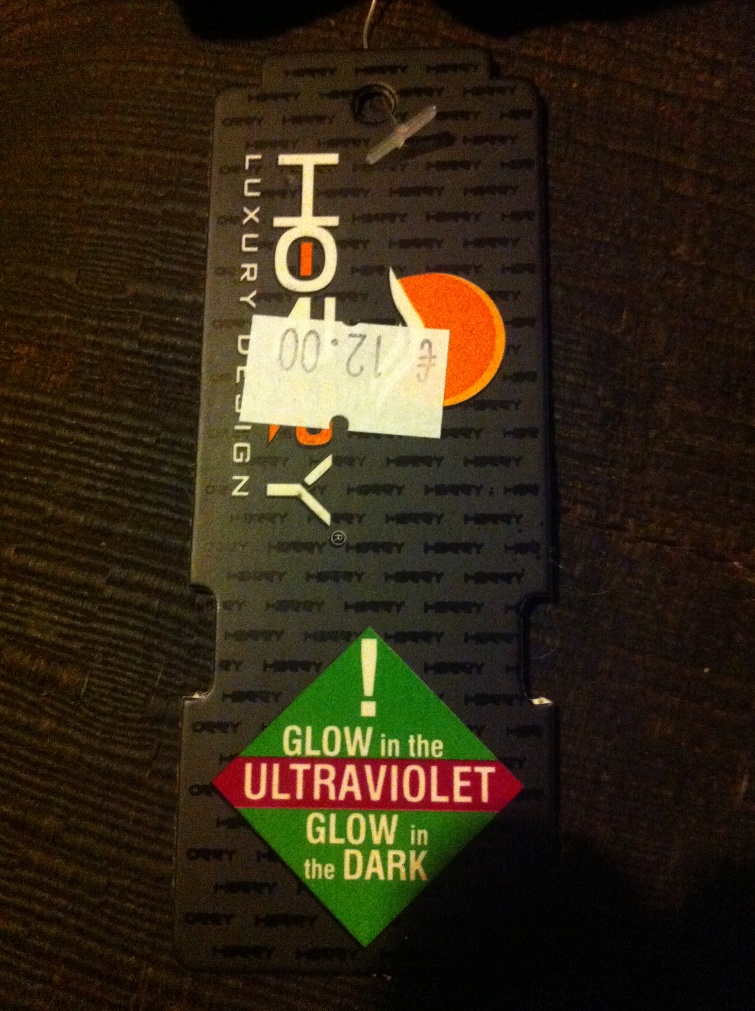 LUXURY DESIGN
€ 12.00
!
GLOW in the
ULTRAVIOLET
GLOW in
the DARK